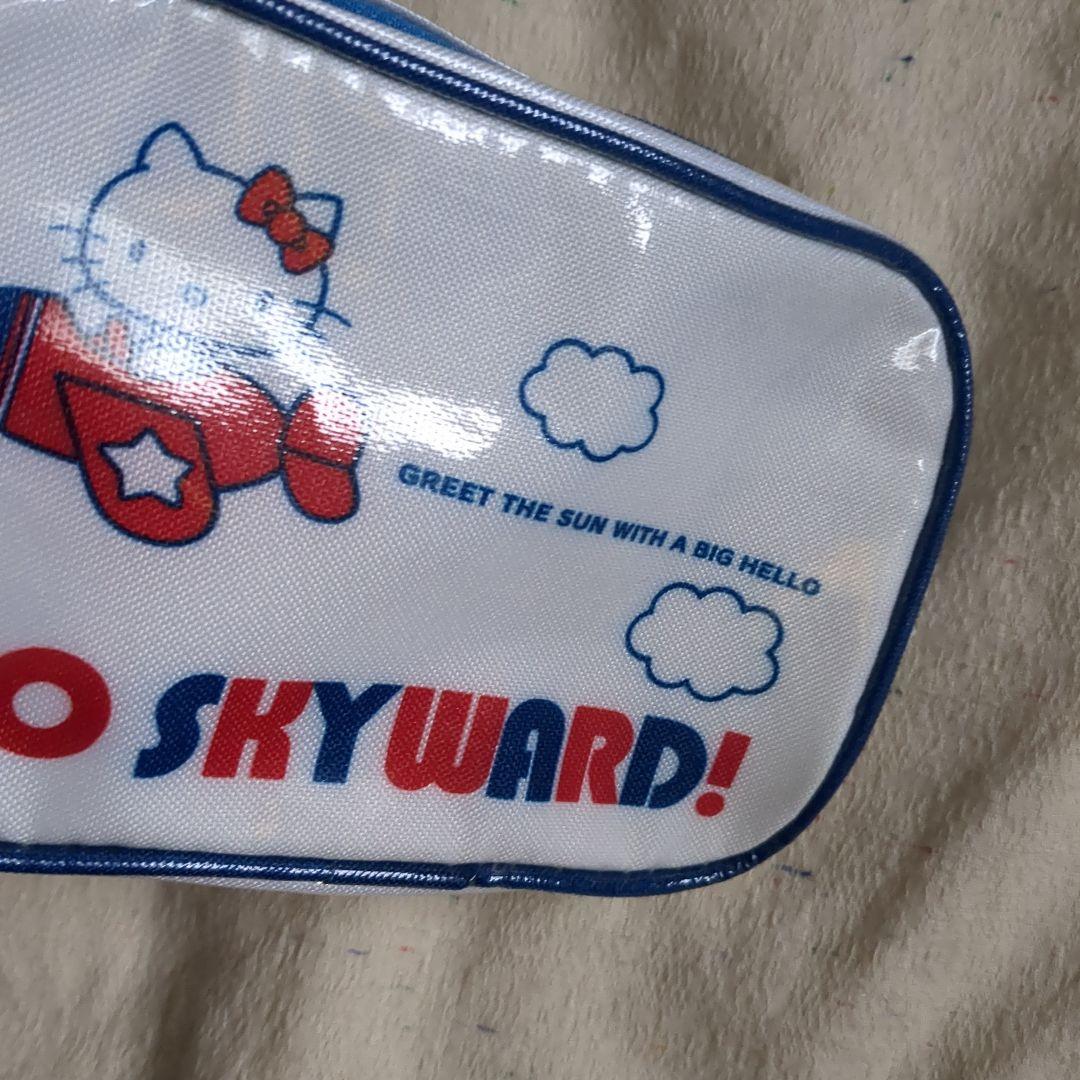 GREET THE SUN WITH A BIG HELLO
O SKYWARD!